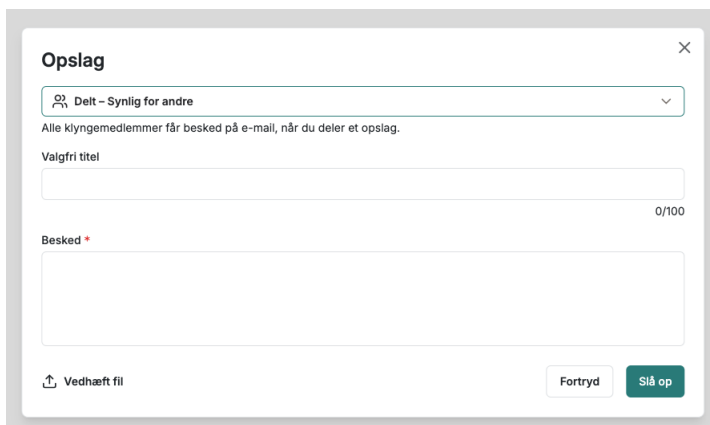 Opslag
Delt – Synlig for andre
Alle klyngemedlemmer får besked på e-mail, når du deler et opslag.
Valgfri titel
0/100
Besked *
Vedhæft fil
Fortryd
Slå op